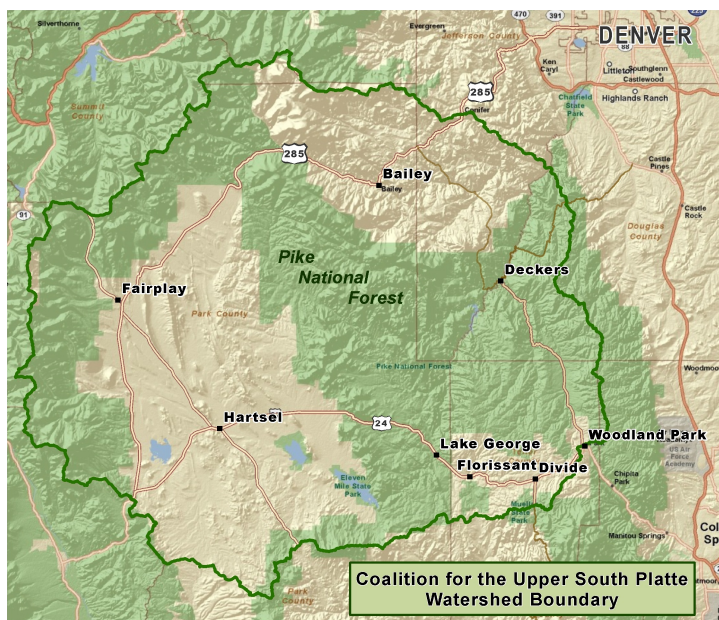 Silverthorne
Evergreen
Jefferson County
470
391
DENVER
88
Ken
Caryl
Littleton
Southglenn
Castlewood
Highlands Ranch
Chatfield
State
Park
285
Conifer
Summit
County
285
Bailey
Bailey
Castle
Pines
Castle
Rock
91
Douglas
County
Pike
National
Forest
Deckers
Fairplay
Park County
Pike National Forest
Woodmoor
Hartsel
24
Woodland Park
Lake George
Florissant
Divide
US Air
Force
Academy
Chipita
Park
Eleven
Mile State
Park
State
Park
Manitou Springs
Park
County
Coalition for the Upper South Platte
Watershed Boundary